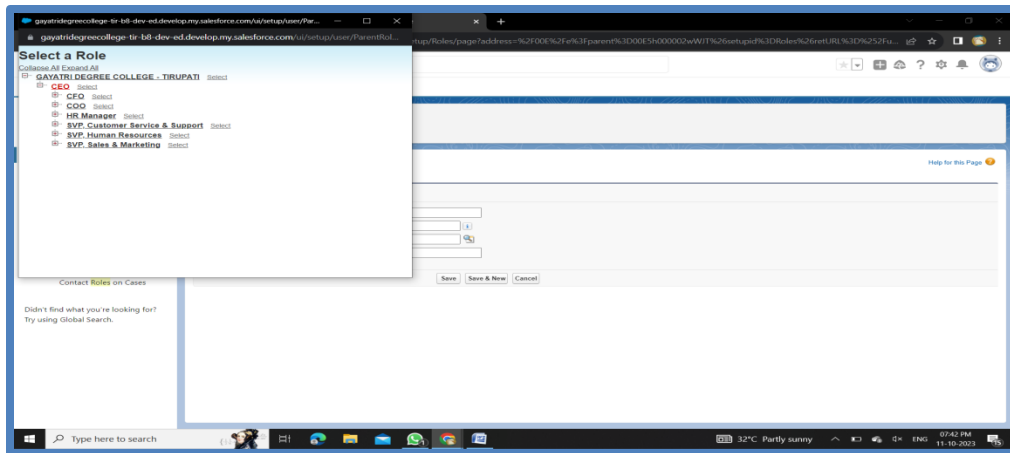 gayatridegreecollege-tir-b8-dev-ed.develop.my.salesforce.com/ui/setup/user/Par...
gayatridegreecollege-tir-b8-dev-ed.develop.my.salesforce.com/ui/setup/user/ParentRol...
Select a Role
Collapse All Expand All
GAYATRI DEGREE COLLEGE - TIRUPATI Select
CEO Select
CFO Select
COO Select
HR Manager Select
SVP, Customer Service & Support Select
SVP, Human Resources Select
SVP, Sales & Marketing Select
Help for this Page
Save Save & New Cancel
Contact Roles on Cases
Didn't find what you're looking for?
Try using Global Search.
Type here to search
32°C Partly sunny
ENG
07:42 PM
11-10-2023